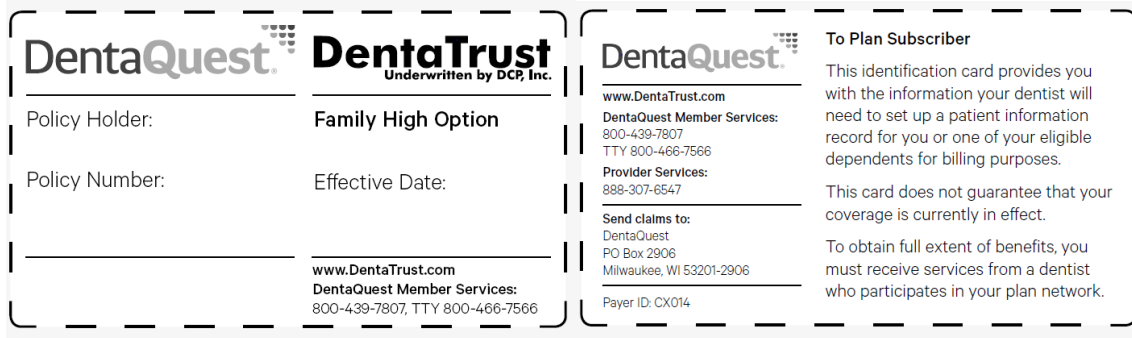 DentaQuest®
DentaTrust
Underwritten by DCP, Inc.
Policy Holder:
Family High Option
Policy Number:
Effective Date:
www.DentaTrust.com
DentaQuest Member Services:
800-439-7807, TTY 800-466-7566
DentaQuest®
www.DentaTrust.com
DentaQuest Member Services:
800-439-7807
TTY 800-466-7566
Provider Services:
888-307-6547
Send claims to:
DentaQuest
PO Box 2906
Milwaukee, WI 53201-2906
Payer ID: CX014
To Plan Subscriber
This identification card provides you
with the information your dentist will
need to set up a patient information
record for you or one of your eligible
dependents for billing purposes.
This card does not guarantee that your
coverage is currently in effect.
To obtain full extent of benefits, you
must receive services from a dentist
who participates in your plan network.